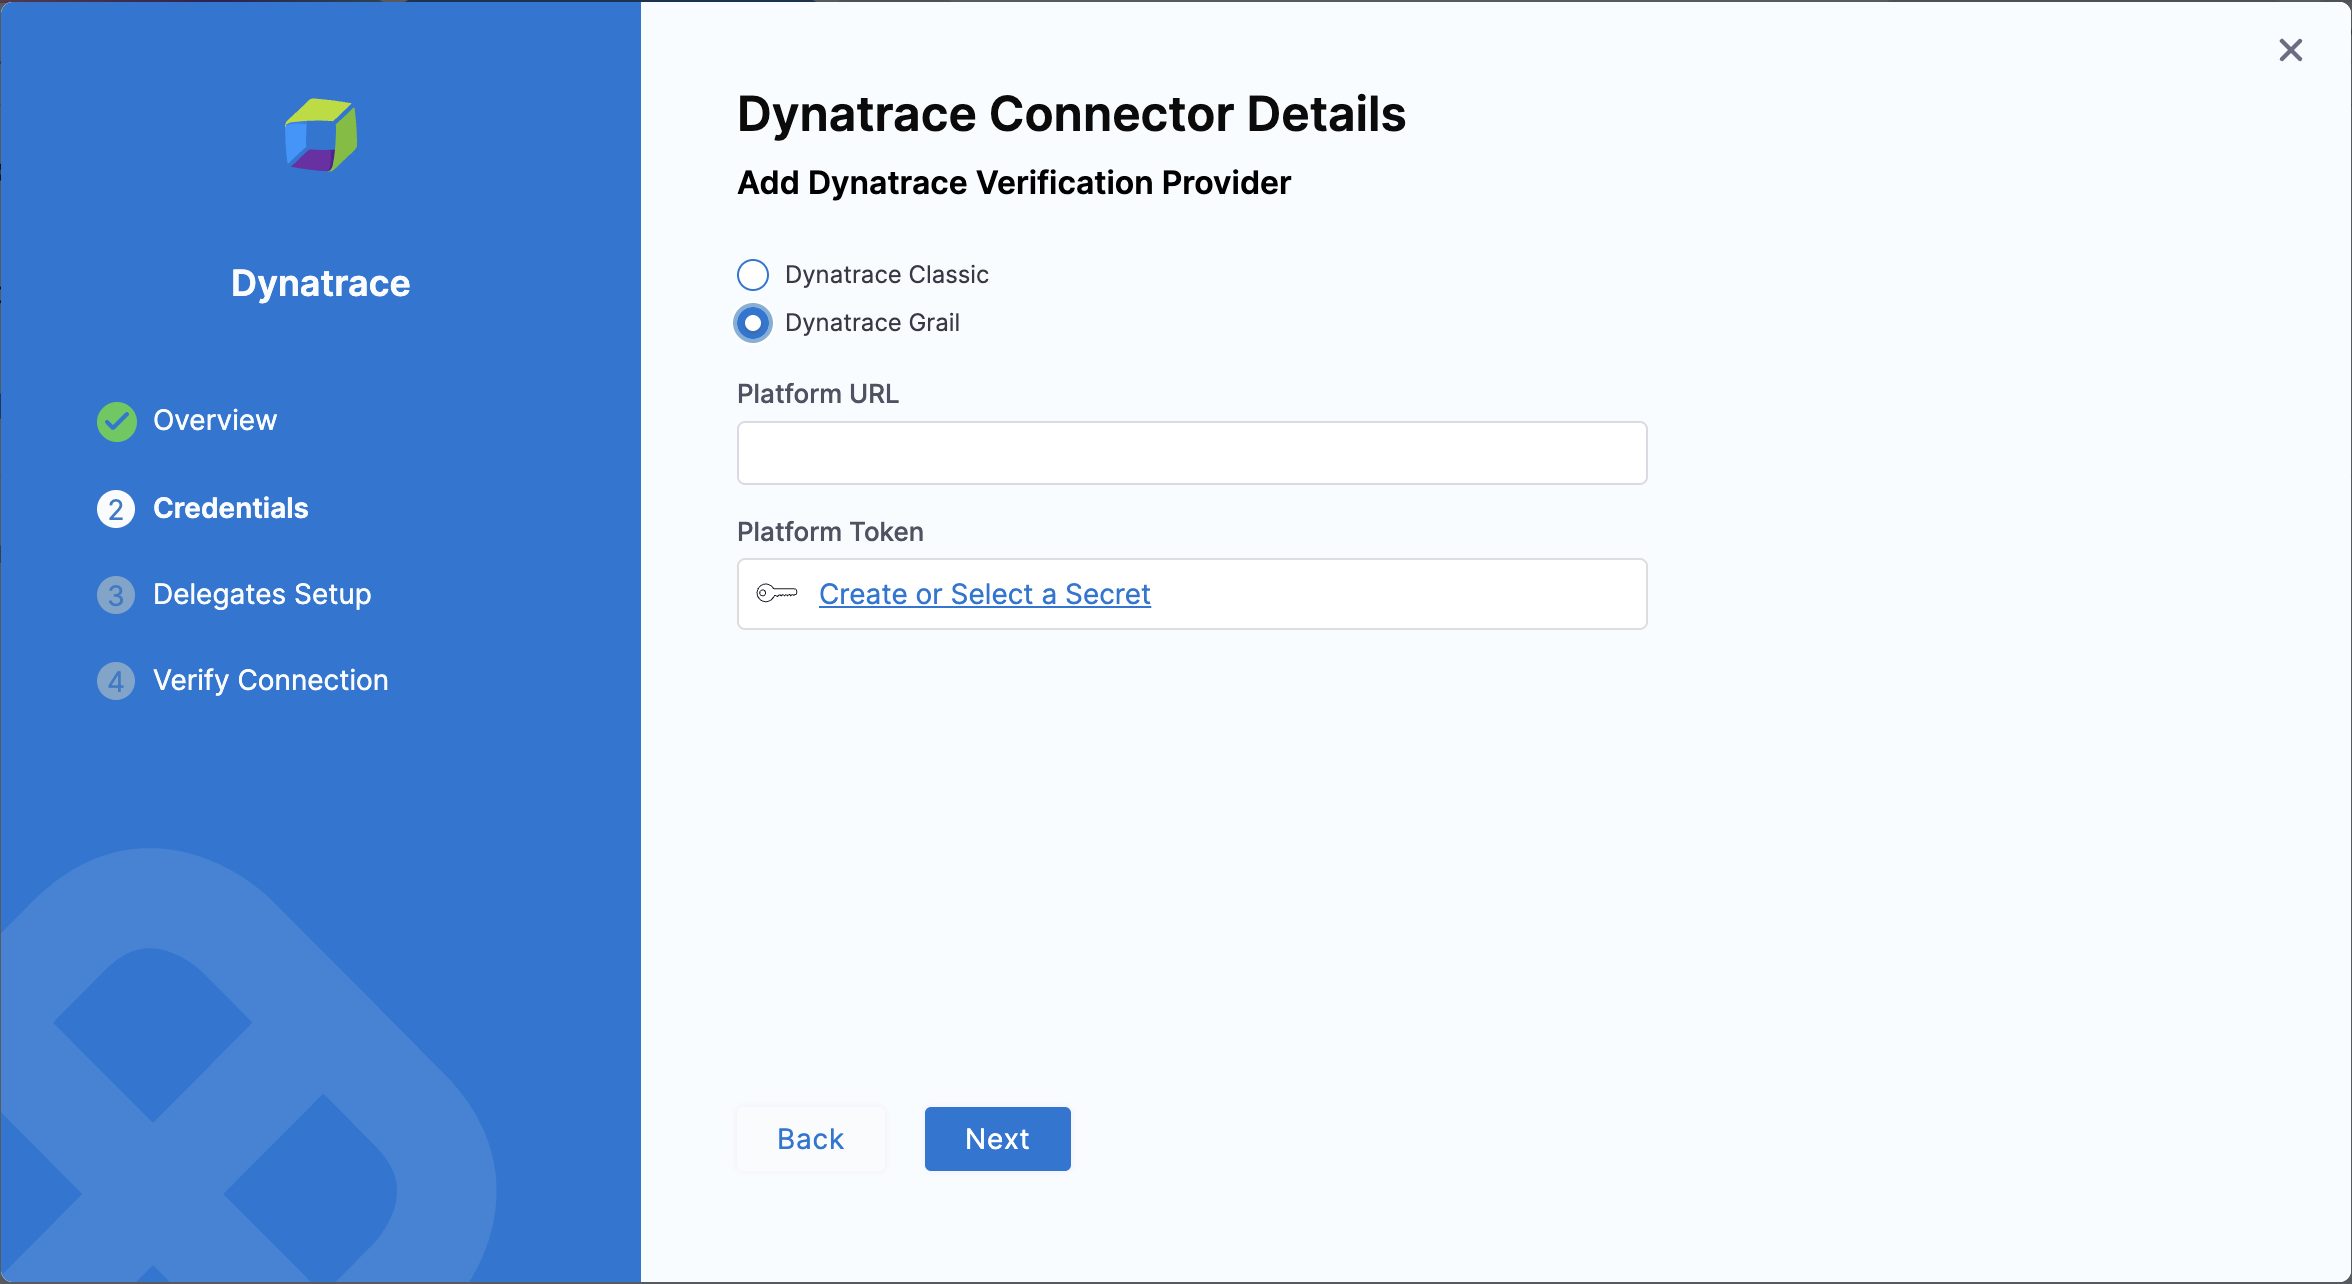 Dynatrace
Overview
2 Credentials
3 Delegates Setup
4 Verify Connection
Dynatrace Connector Details
Add Dynatrace Verification Provider
Dynatrace Classic
Dynatrace Grail
Platform URL
Platform Token
Create or Select a Secret
Back
Next